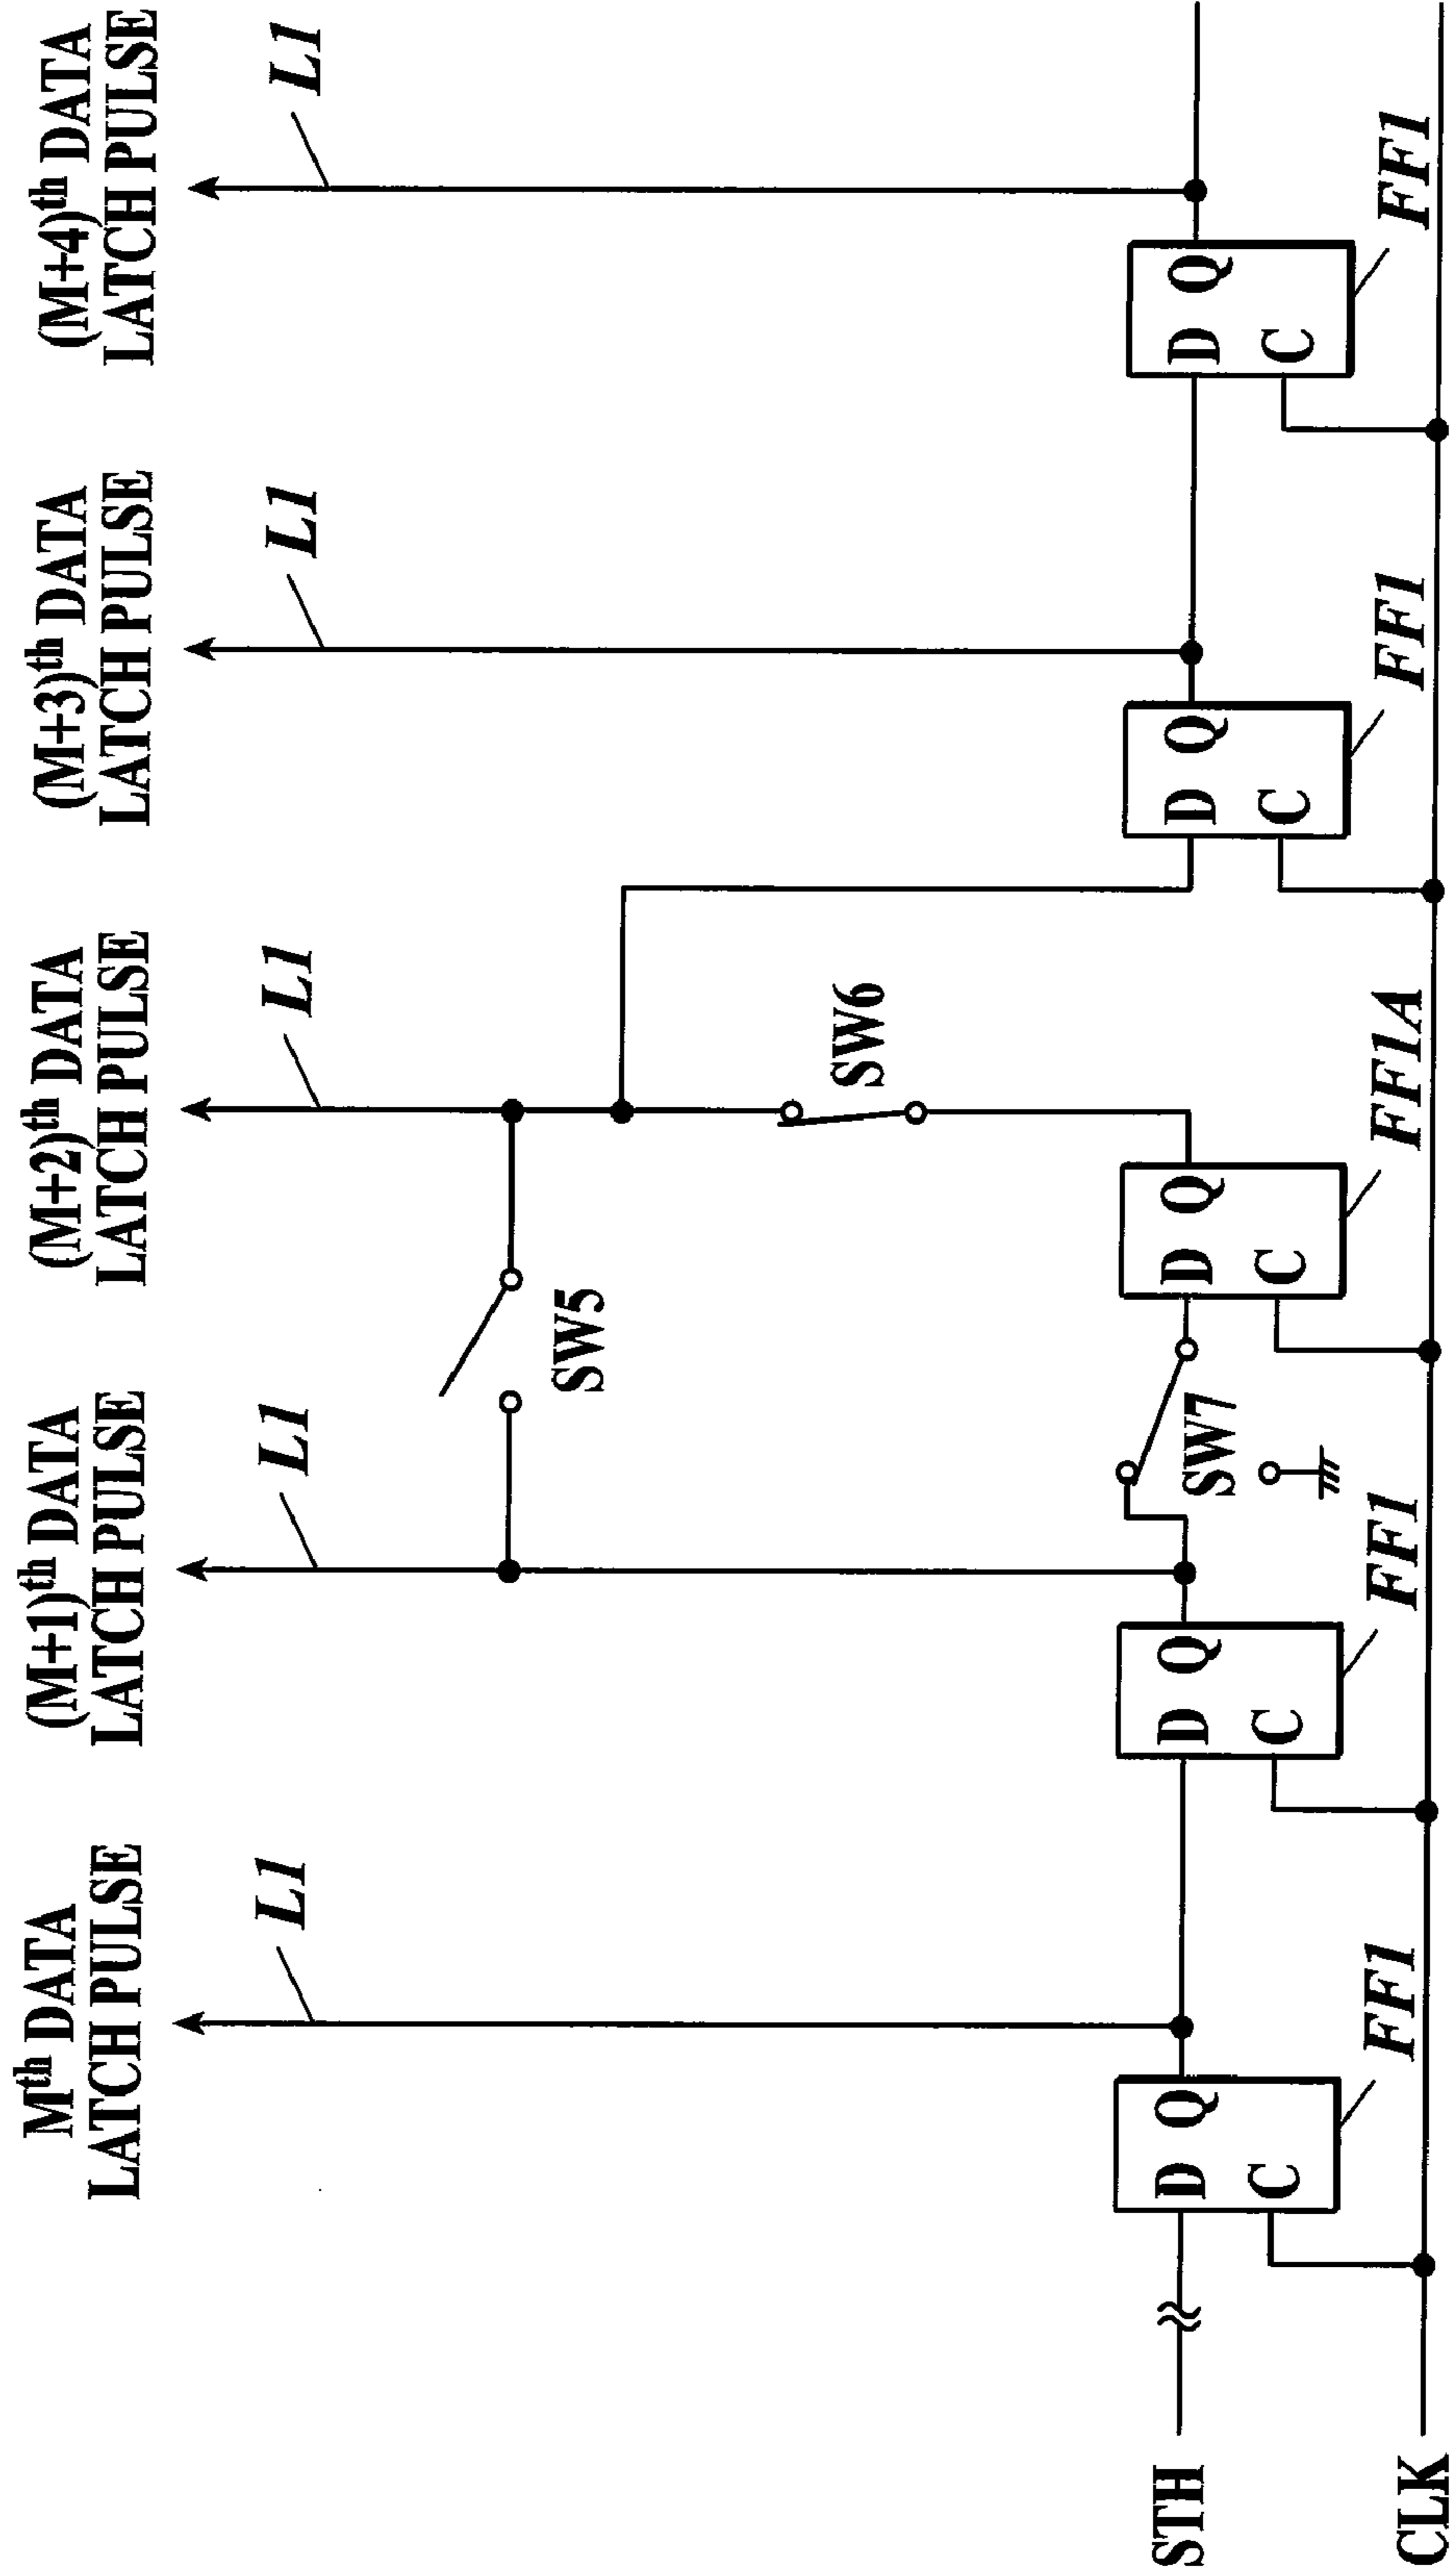 Mth DATA
LATCH PULSE
(M+1)th DATA
LATCH PULSE
(M+2)th DATA
LATCH PULSE
(M+3)th DATA
LATCH PULSE
(M+4)th DATA
LATCH PULSE
L1
L1
L1
L1
L1
SW5
SW6
SW7
STH
D Q
C
FF1
D Q
C
FF1
D Q
C
FF1A
D Q
C
FF1
D Q
C
FF1
CLK